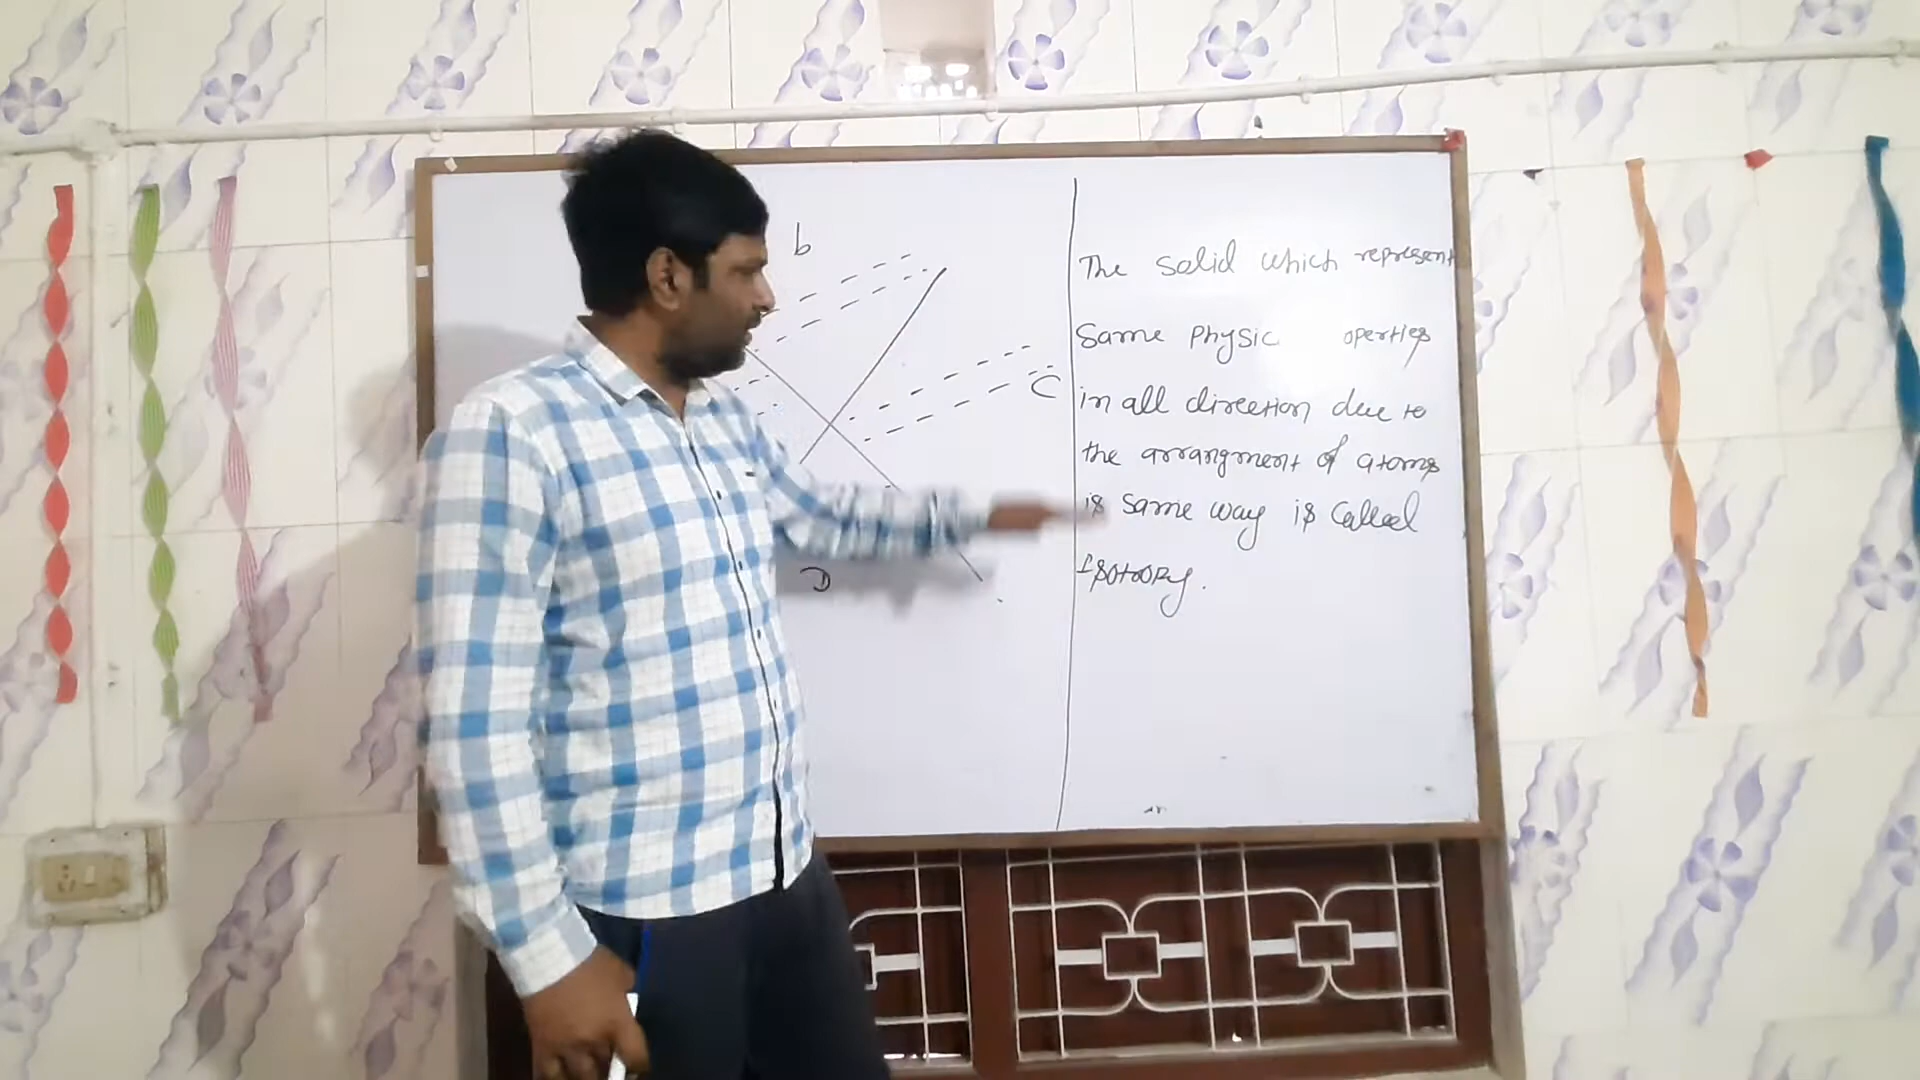 b
The solid which represent
Same Physic operties
C
in all direction due to
the arrangment of atoms
is same way is called
D
Isotropy.